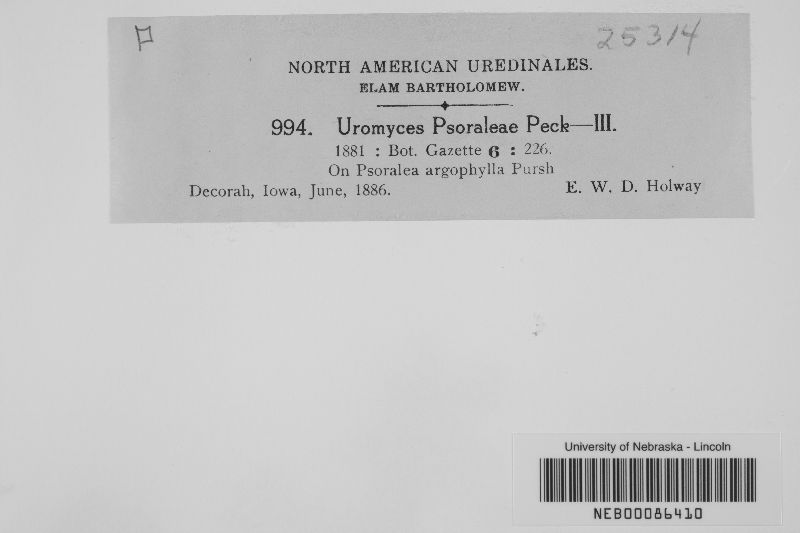 25314
NORTH AMERICAN UREDINALES.
ELAM BARTHOLOMEW.
994. Uromyces Psoraleae Peck—III.
1881 : Bot. Gazette 6 : 226.
On Psoralea argophylla Pursh
Decorah, Iowa, June, 1886. E. W. D. Holway
University of Nebraska - Lincoln
NEB00086410